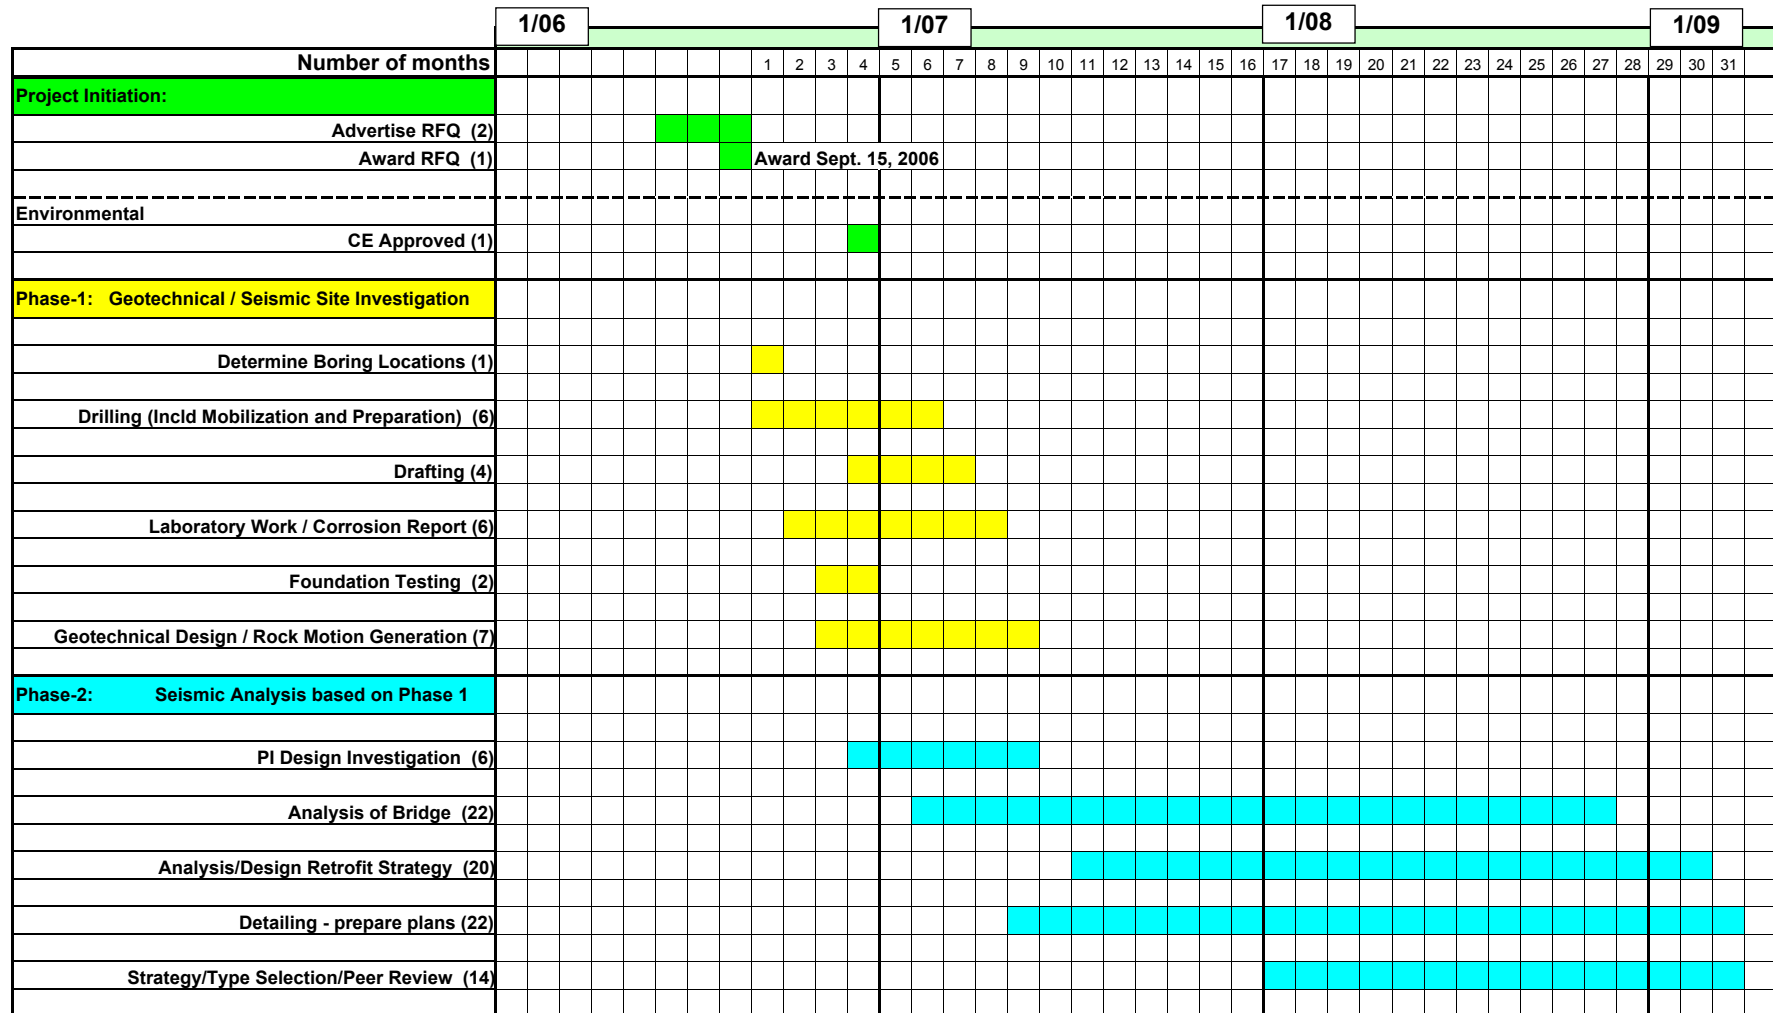 1/06 1/07 1/08 1/09
Number of months 1 2 3 4 5 6 7 8 9 10 11 12 13 14 15 16 17 18 19 20 21 22 23 24 25 26 27 28 29 30 31
Project Initiation:
Advertise RFQ (2)
Award RFQ (1) Award Sept. 15, 2006
Environmental
CE Approved (1)
Phase-1: Geotechnical / Seismic Site Investigation
Determine Boring Locations (1)
Drilling (Incld Mobilization and Preparation) (6)
Drafting (4)
Laboratory Work / Corrosion Report (6)
Foundation Testing (2)
Geotechnical Design / Rock Motion Generation (7)
Phase-2: Seismic Analysis based on Phase 1
PI Design Investigation (6)
Analysis of Bridge (22)
Analysis/Design Retrofit Strategy (20)
Detailing - prepare plans (22)
Strategy/Type Selection/Peer Review (14)